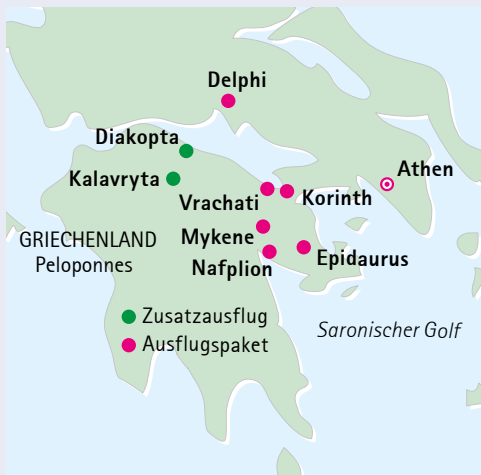 Delphi
Diakopta
Athen
Kalavryta
Vrachati
Korinth
GRIECHENLAND
Peloponnes
Mykene
Nafplion
Epidaurus
Zusatzausflug
Ausflugspaket
Saronischer Golf